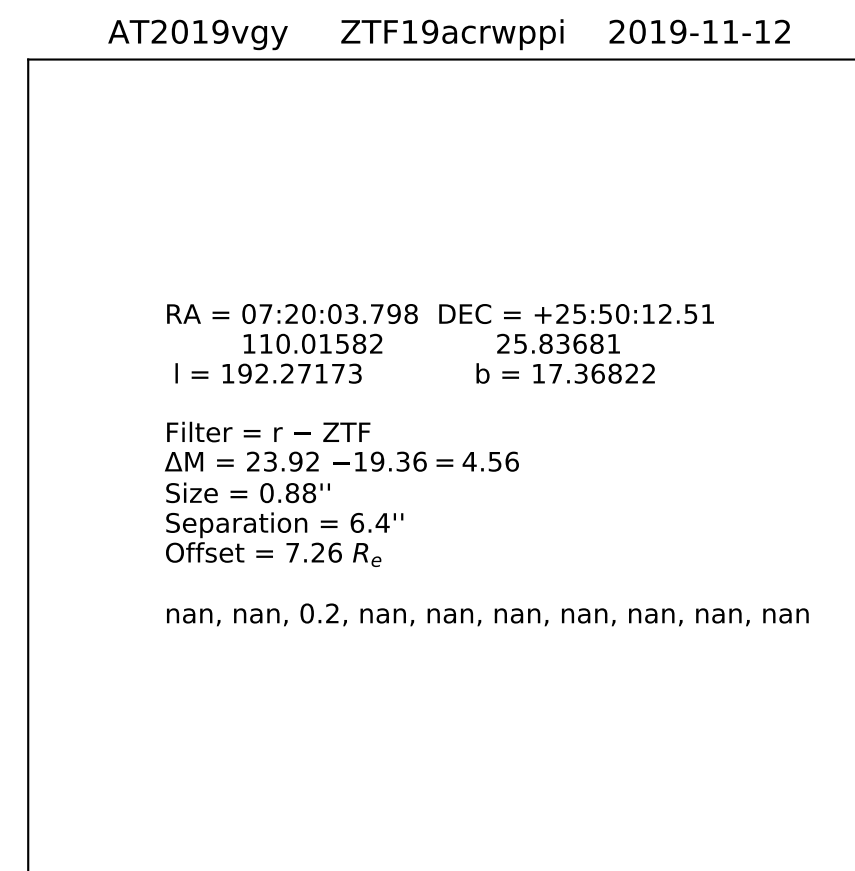 AT2019vgy ZTF19acrwppi 2019-11-12
RA = 07:20:03.798 DEC = +25:50:12.51
110.01582 25.83681
l = 192.27173 b = 17.36822
Filter = r − ZTF
ΔM = 23.92 −19.36 = 4.56
Size = 0.88''
Separation = 6.4''
Offset = 7.26 Re
nan, nan, 0.2, nan, nan, nan, nan, nan, nan, nan